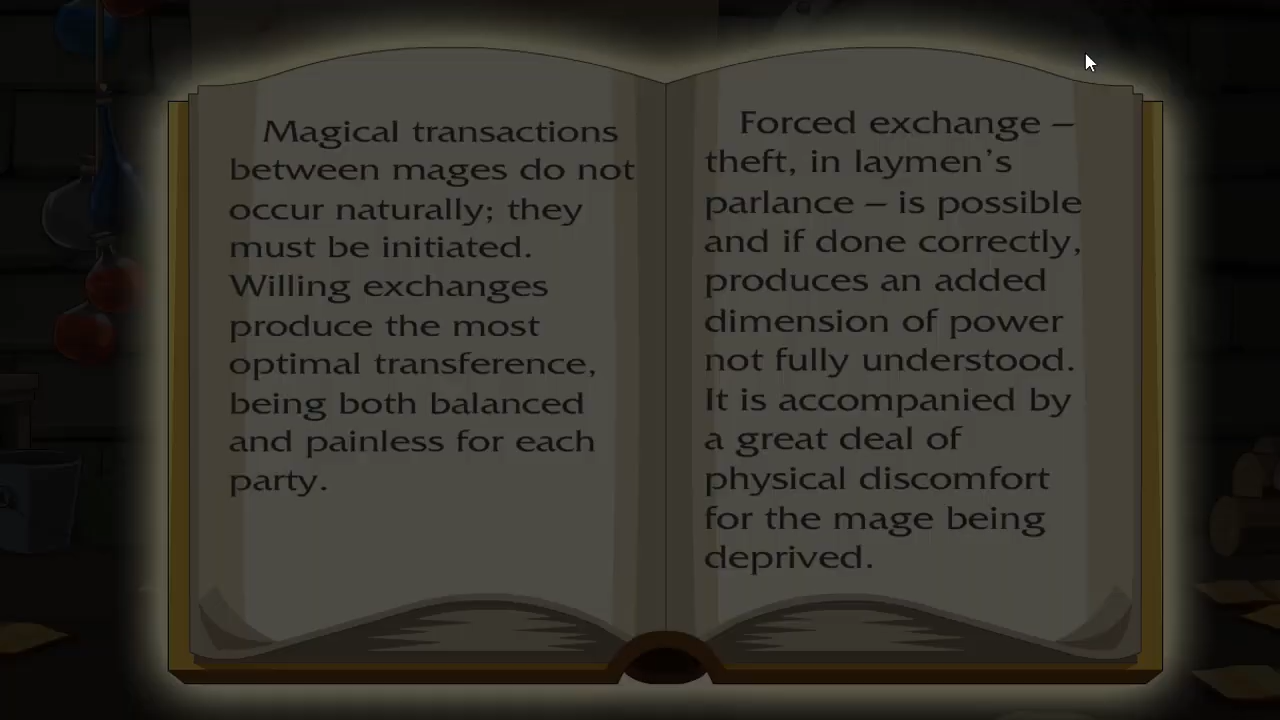 Magical transactions
between mages do not
occur naturally; they
must be initiated.
Willing exchanges
produce the most
optimal transference,
being both balanced
and painless for each
party.
Forced exchange –
theft, in laymen’s
parlance – is possible
and if done correctly,
produces an added
dimension of power
not fully understood.
It is accompanied by
a great deal of
physical discomfort
for the mage being
deprived.